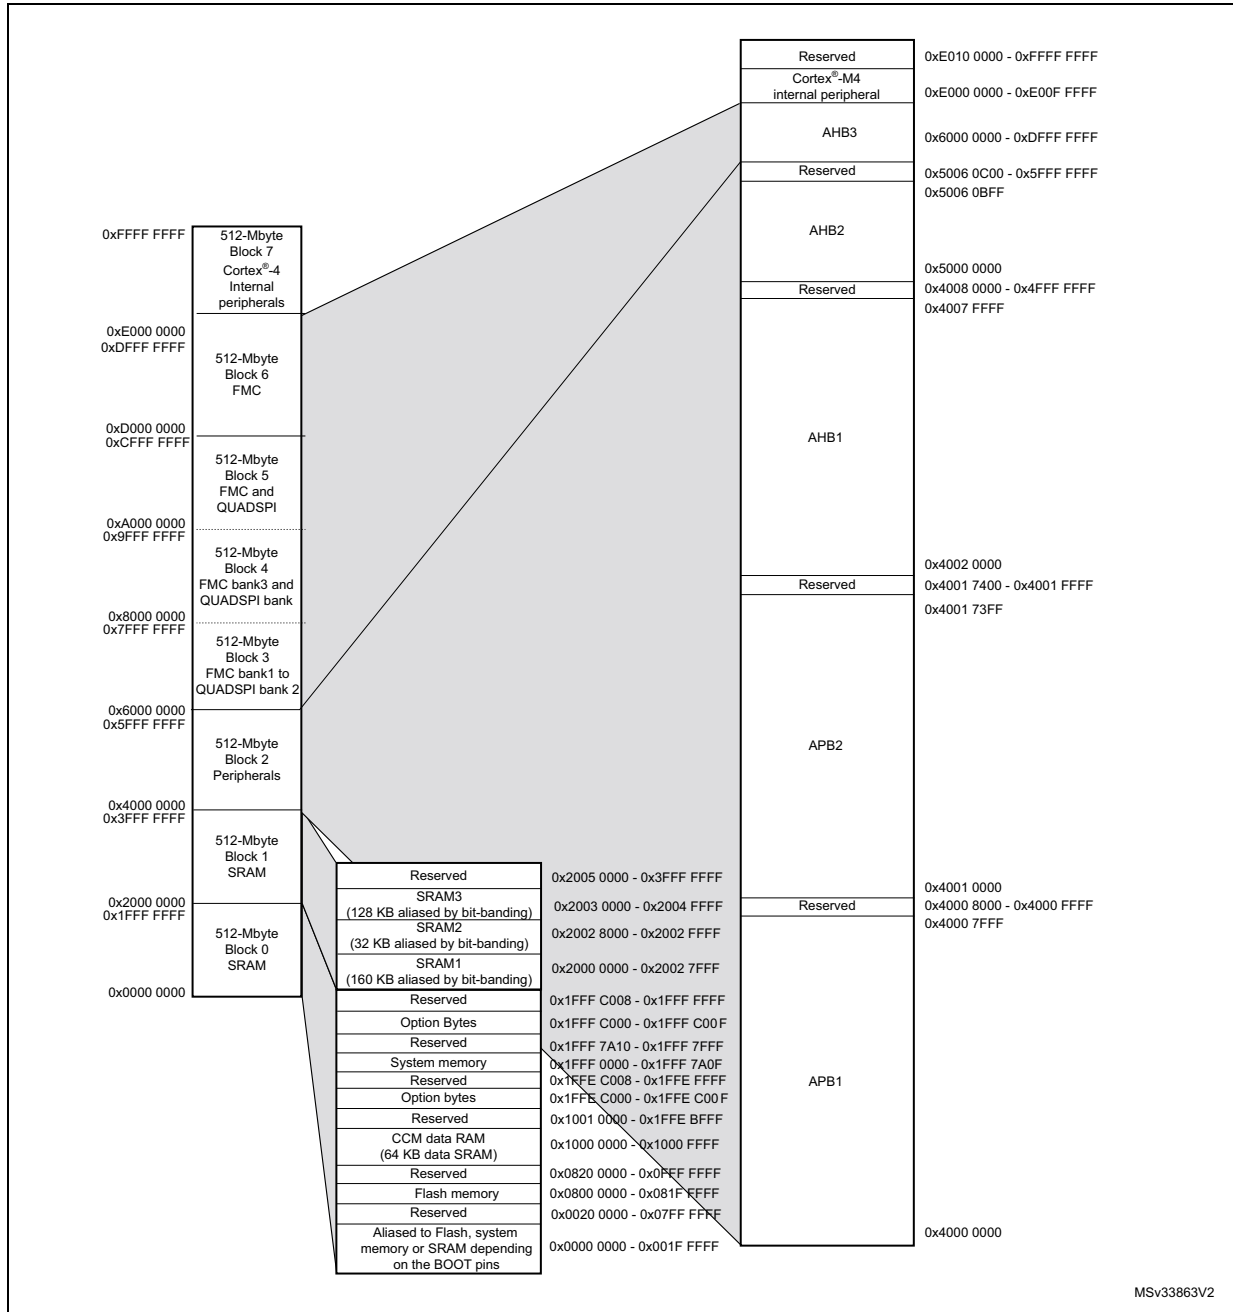 Reserved
0xE010 0000 - 0xFFFF FFFF
Cortex®-M4
internal peripheral
0xE000 0000 - 0xE00F FFFF
AHB3
0x6000 0000 - 0xDFFF FFFF
Reserved
0x5006 0C00 - 0x5FFF FFFF
0x5006 0BFF
AHB2
0x5000 0000
Reserved
0x4008 0000 - 0x4FFF FFFF
0x4007 FFFF
AHB1
0x4002 0000
Reserved
0x4001 7400 - 0x4001 FFFF
0x4001 73FF
APB2
0x4001 0000
Reserved
0x4000 8000 - 0x4000 FFFF
0x4000 7FFF
APB1
0x4000 0000
0xFFFF FFFF
512-Mbyte
Block 7
Cortex®-4
Internal
peripherals
0xE000 0000
0xDFFF FFFF
512-Mbyte
Block 6
FMC
0xD000 0000
0xCFFF FFFF
512-Mbyte
Block 5
FMC and
QUADSPI
0xA000 0000
0x9FFF FFFF
512-Mbyte
Block 4
FMC bank3 and
QUADSPI bank
0x8000 0000
0x7FFF FFFF
512-Mbyte
Block 3
FMC bank1 to
QUADSPI bank 2
0x6000 0000
0x5FFF FFFF
512-Mbyte
Block 2
Peripherals
0x4000 0000
0x3FFF FFFF
512-Mbyte
Block 1
SRAM
0x2000 0000
0x1FFF FFFF
512-Mbyte
Block 0
SRAM
0x0000 0000
Reserved
0x2005 0000 - 0x3FFF FFFF
SRAM3
(128 KB aliased by bit-banding)
0x2003 0000 - 0x2004 FFFF
SRAM2
(32 KB aliased by bit-banding)
0x2002 8000 - 0x2002 FFFF
SRAM1
(160 KB aliased by bit-banding)
0x2000 0000 - 0x2002 7FFF
Reserved
0x1FFF C008 - 0x1FFF FFFF
Option Bytes
0x1FFF C000 - 0x1FFF C00F
Reserved
0x1FFF 7A10 - 0x1FFF 7FFF
System memory
0x1FFF 0000 - 0x1FFF 7A0F
Reserved
0x1FFE C008 - 0x1FFE FFFF
Option bytes
0x1FFE C000 - 0x1FFE C00F
Reserved
0x1001 0000 - 0x1FFE BFFF
CCM data RAM
(64 KB data SRAM)
0x1000 0000 - 0x1000 FFFF
Reserved
0x0820 0000 - 0x0FFF FFFF
Flash memory
0x0800 0000 - 0x081F FFFF
Reserved
0x0020 0000 - 0x07FF FFFF
Aliased to Flash, system
memory or SRAM depending
on the BOOT pins
0x0000 0000 - 0x001F FFFF
MSv33863V2